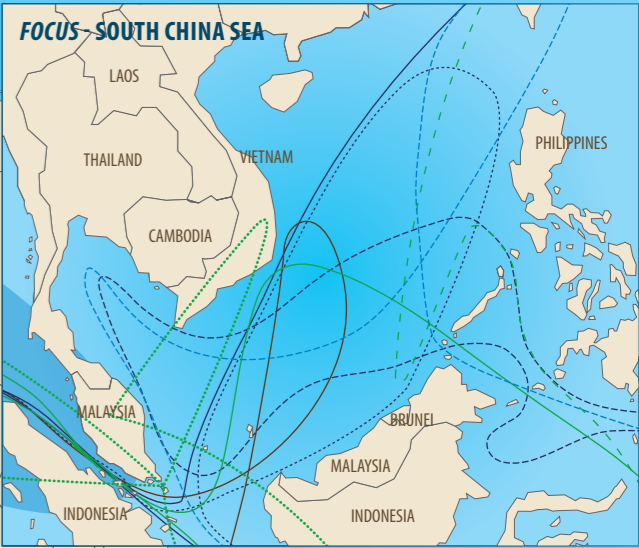 FOCUS - SOUTH CHINA SEA
LAOS
THAILAND
VIETNAM
PHILIPPINES
CAMBODIA
MALAYSIA
BRUNEI
MALAYSIA
INDONESIA
INDONESIA